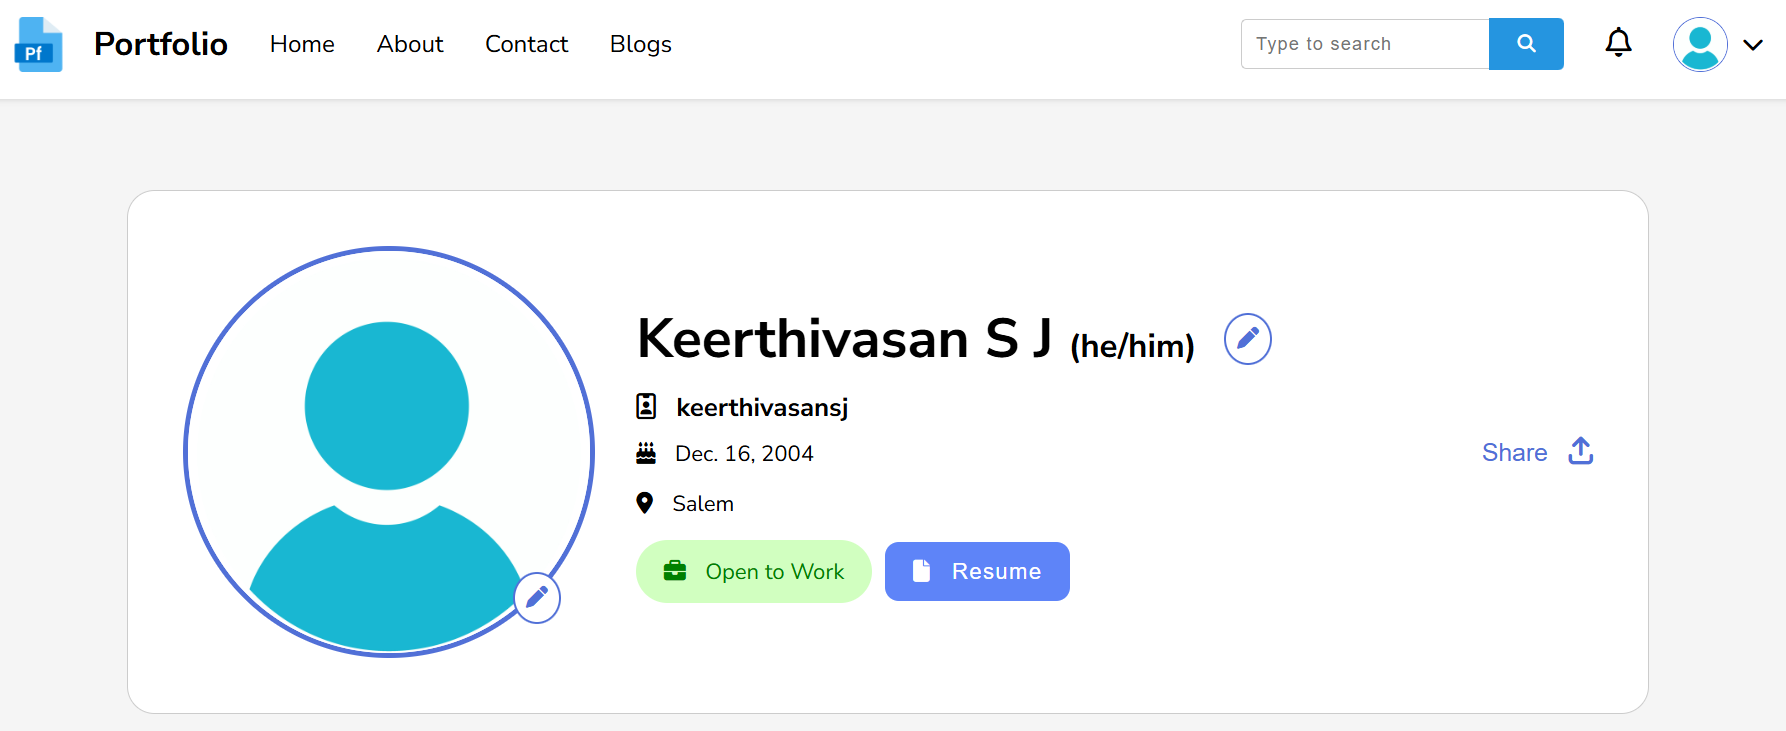 Pf Portfolio Home About Contact Blogs Type to search
Keerthivasan S J (he/him)
keerthivasansj
Dec. 16, 2004
Share
Salem
Open to Work Resume